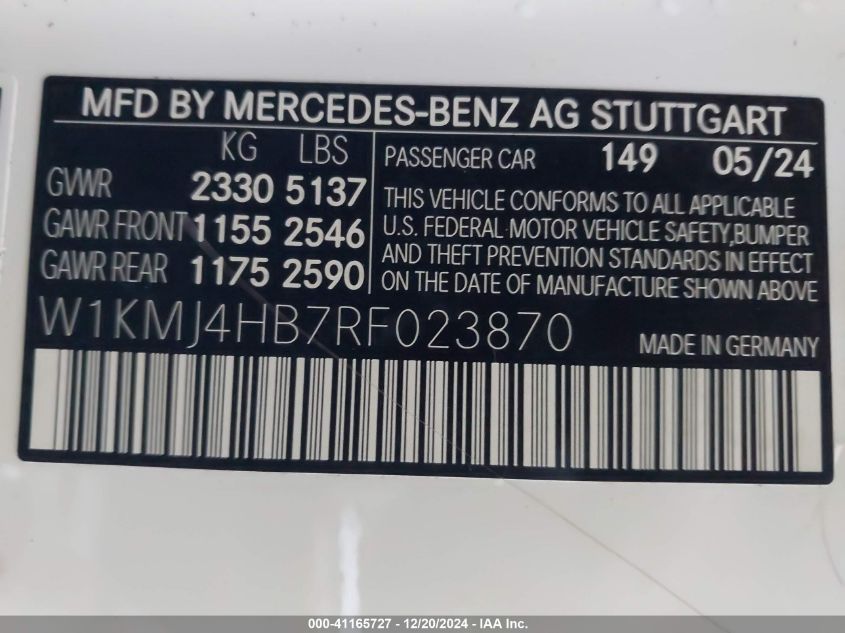 MFD BY MERCEDES-BENZ AG STUTTGART
KG LBS
GVWR 2330 5137
GAWR FRONT 1155 2546
GAWR REAR 1175 2590
PASSENGER CAR 149 05/24
THIS VEHICLE CONFORMS TO ALL APPLICABLE
U.S. FEDERAL MOTOR VEHICLE SAFETY,BUMPER
AND THEFT PREVENTION STANDARDS IN EFFECT
ON THE DATE OF MANUFACTURE SHOWN ABOVE
W1KMJ4HB7RF023870
MADE IN GERMANY
000-41165727 - 12/20/2024 - IAA Inc.